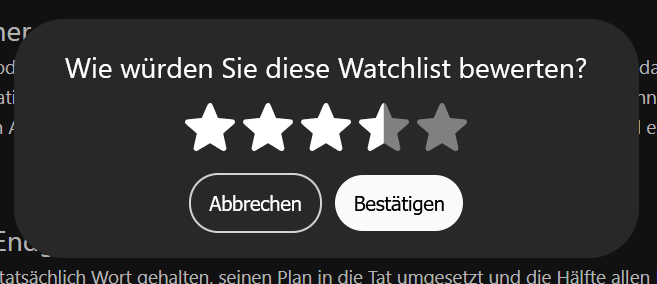 Wie würden Sie diese Watchlist bewerten?
Abbrechen
Bestätigen
tatsächlich Wort gehalten, seinen Plan in die Tat umgesetzt und die Hälfte allen